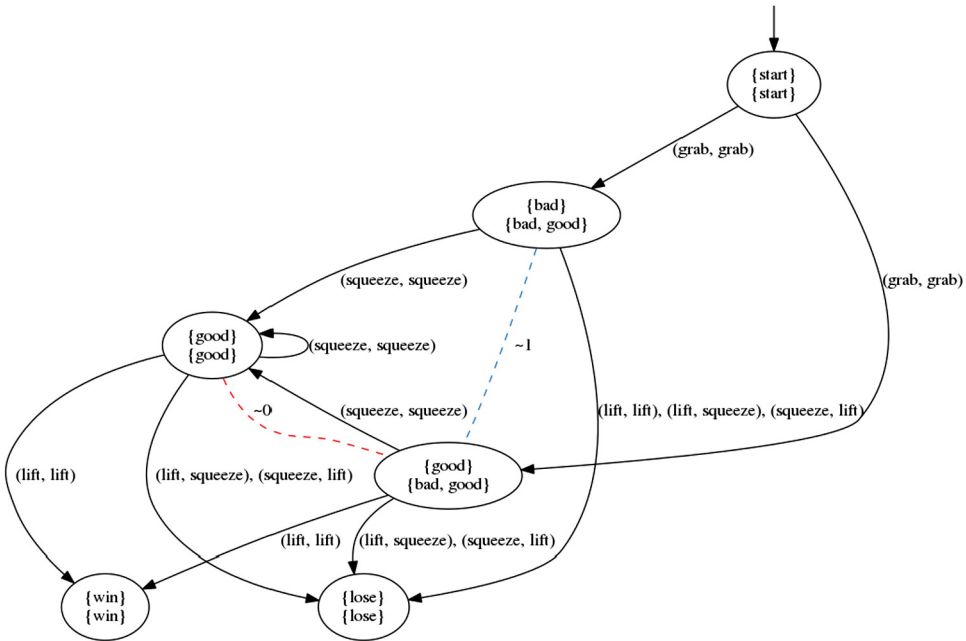 {start}
{start}
(grab, grab)
{bad}
{bad, good}
(squeeze, squeeze)
(grab, grab)
{good}
{good}
(squeeze, squeeze)
~1
~0
(squeeze, squeeze)
(lift, lift), (lift, squeeze), (squeeze, lift)
{good}
{bad, good}
(lift, lift)
(lift, squeeze), (squeeze, lift)
(lift, lift)
(lift, squeeze), (squeeze, lift)
{win}
{win}
{lose}
{lose}